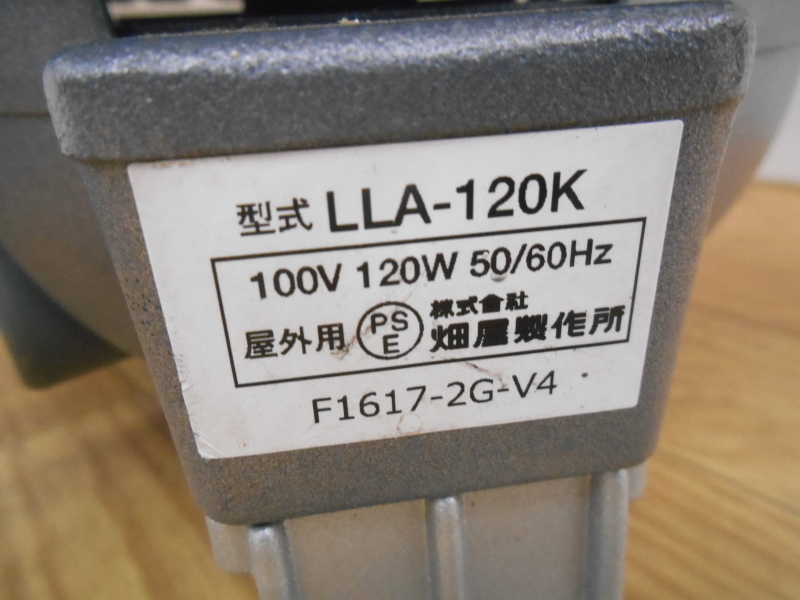 型式 LLA-120K
100V 120W 50/60Hz
屋外用 PSE 株式会社
畑屋製作所
F1617-2G-V4